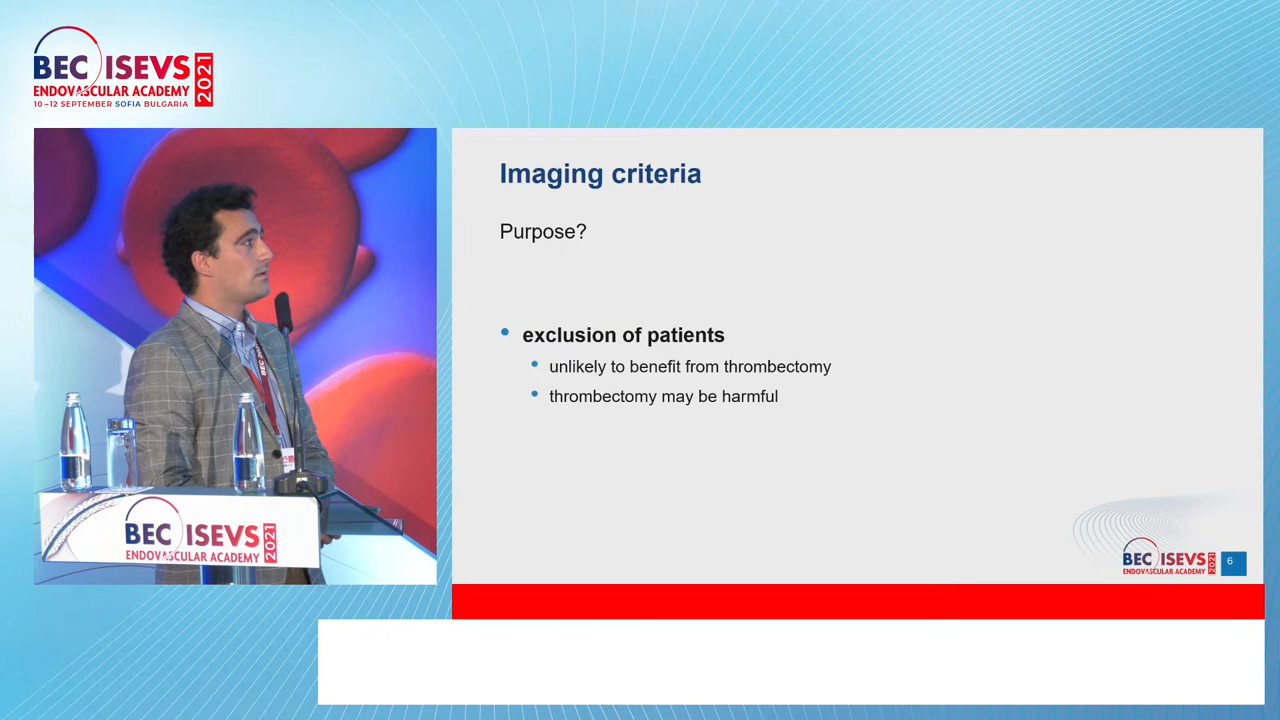 BEC ISEVS 2021
ENDOVASCULAR ACADEMY
10–12 SEPTEMBER SOFIA BULGARIA
Imaging criteria
Purpose?
• exclusion of patients
• unlikely to benefit from thrombectomy
• thrombectomy may be harmful
BEC ISEVS 2021
ENDOVASCULAR ACADEMY
BEC ISEVS 2021
ENDOVASCULAR ACADEMY
6